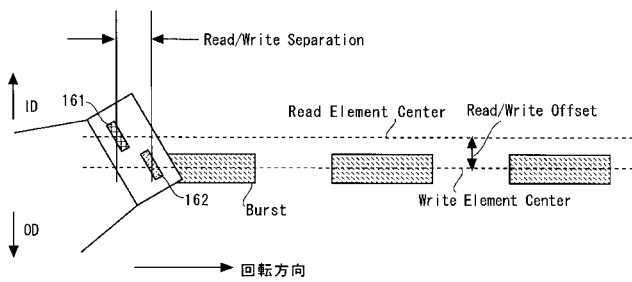 Read/Write Separation
ID
161
Read Element Center
Read/Write Offset
162
Burst
Write Element Center
OD
回転方向